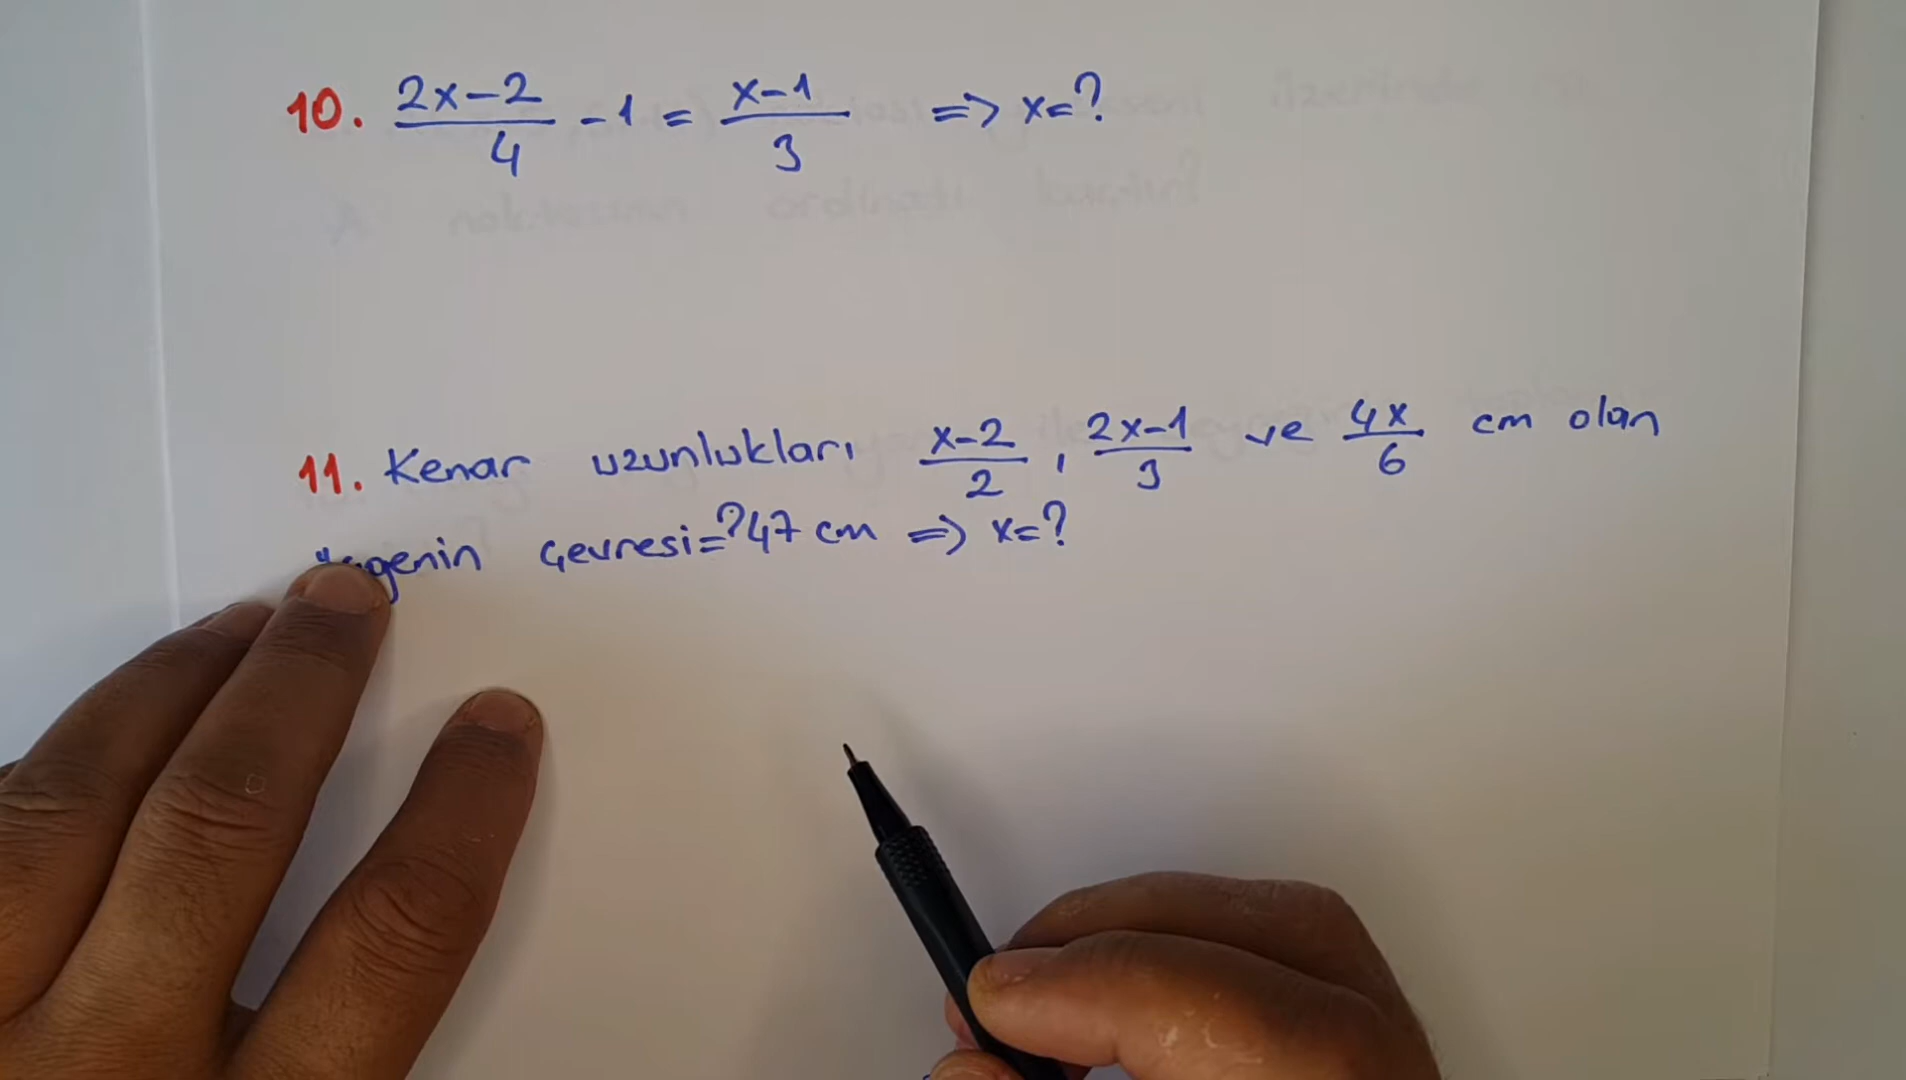 10. (2x-2)/4 - 1 = (x-1)/3 => x=?
11. Kenar uzunlukları (x-2)/2, (2x-1)/3 ve 4x/6 cm olan
üçgenin çevresi=?47 cm => x=?